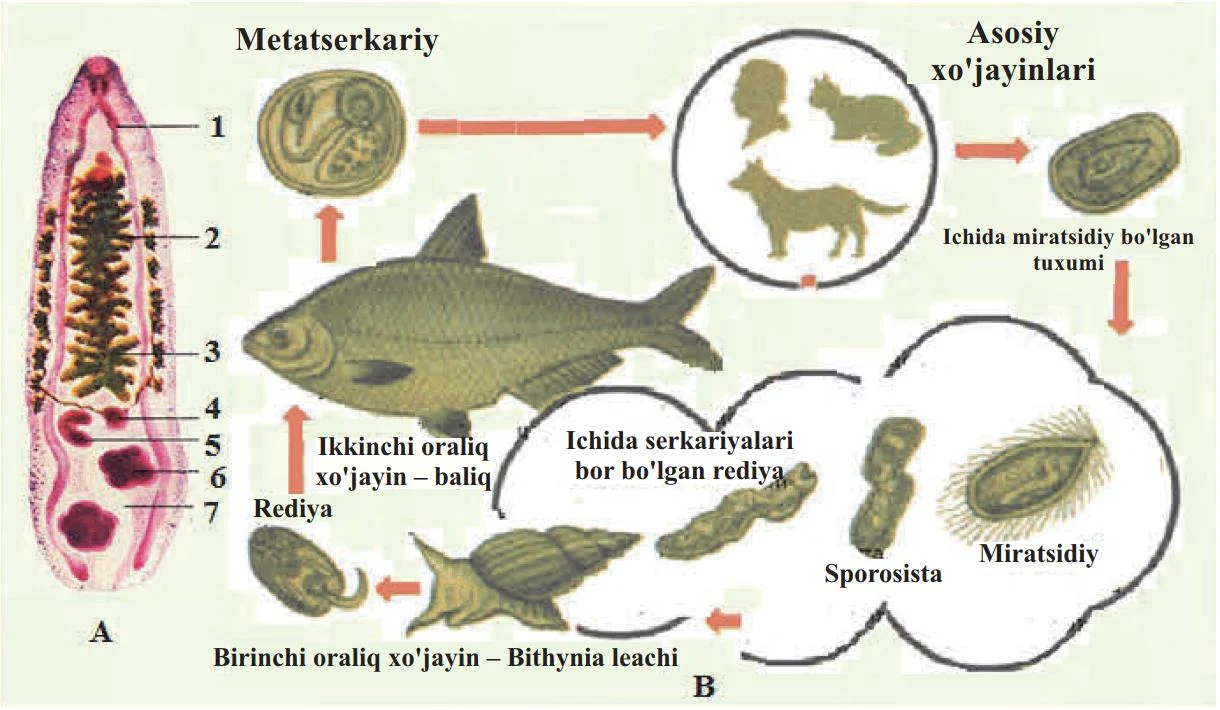 Metatserkariy
Asosiy
xo'jayinlari
1
2
3
4
5
6
7
Ichida miratsidiy bo'lgan
tuxumi
Ikkinchi oraliq
xo'jayin – baliq
Ichida serkariyalari
bor bo'lgan rediya
Rediya
Sporosista
Miratsidiy
A
Birinchi oraliq xo'jayin – Bithynia leachi
B